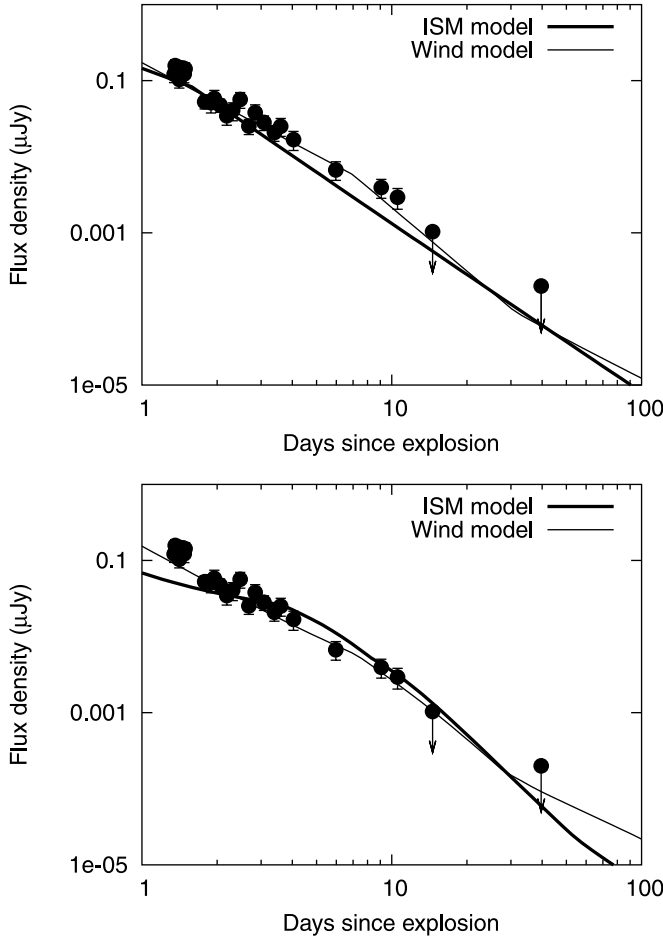 ISM model
Wind model
0.1
0.001
1e-05
Flux density (μJy)
1
10
100
Days since explosion
ISM model
Wind model
0.1
0.001
1e-05
Flux density (μJy)
1
10
100
Days since explosion